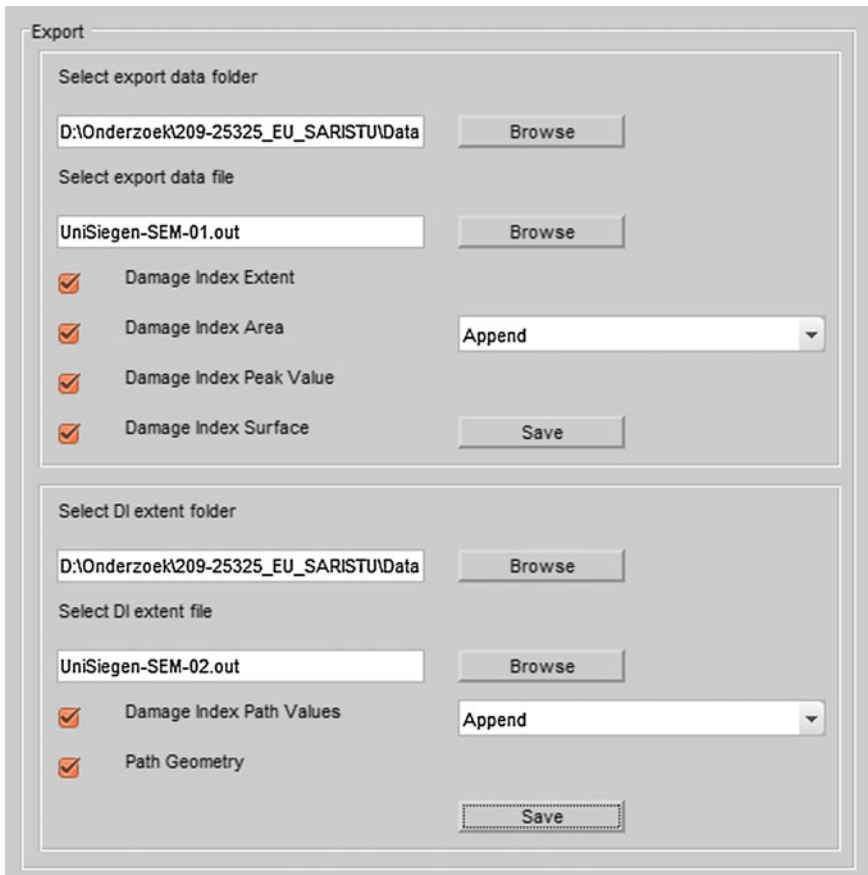 Export
Select export data folder
D:\Onderzoek\209-25325_EU_SARISTU\Data
Browse
Select export data file
UniSiegen-SEM-01.out
Browse
Damage Index Extent
Damage Index Area
Append
Damage Index Peak Value
Damage Index Surface
Save
Select DI extent folder
D:\Onderzoek\209-25325_EU_SARISTU\Data
Browse
Select DI extent file
UniSiegen-SEM-02.out
Browse
Damage Index Path Values
Append
Path Geometry
Save